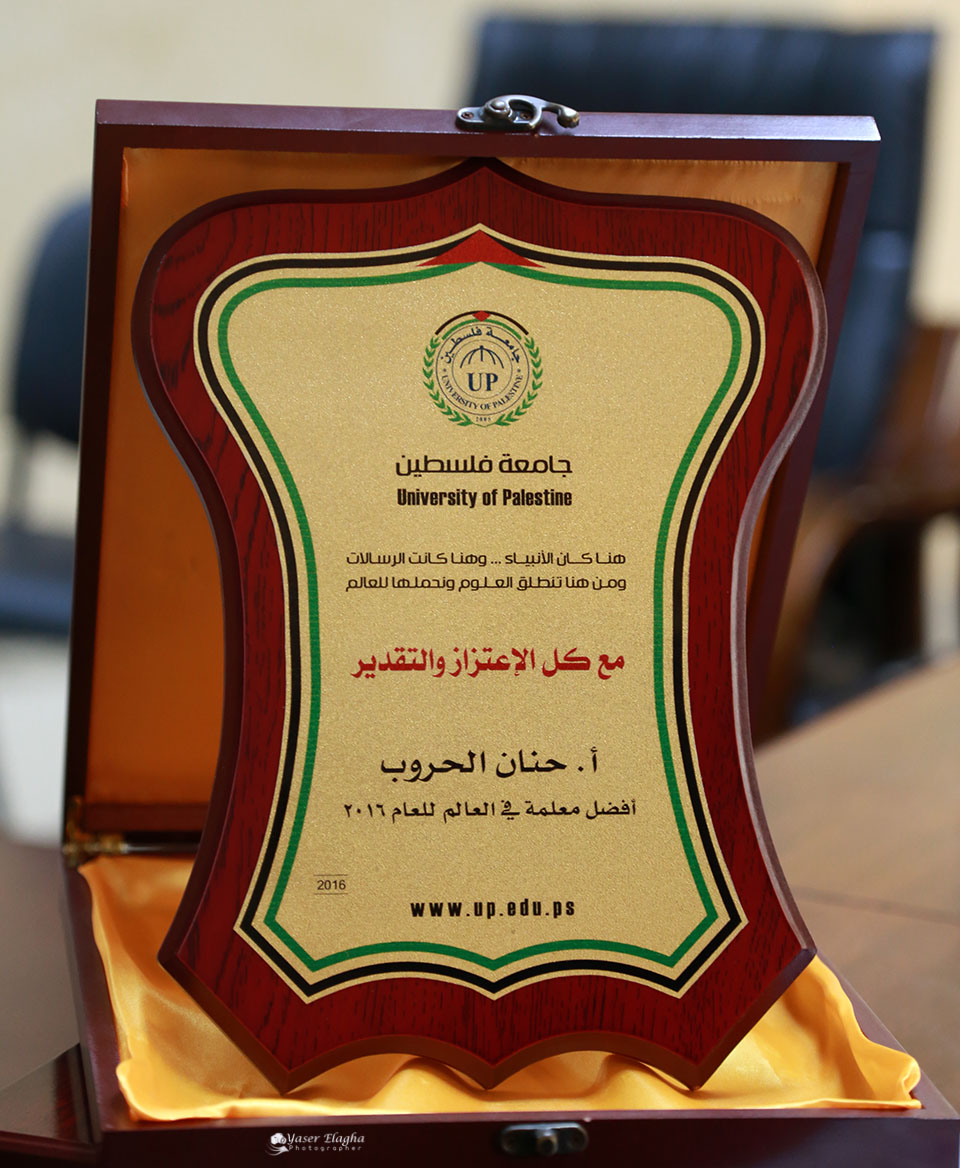 جامعة فلسطين
UP
UNIVERSITY OF PALESTINE
2005
جامعة فلسطين
University of Palestine
هنا كان الأنبياء ... وهنا كانت الرسالات
ومن هنا تنطلق العلوم ونحملها للعالم
مع كل الإعتزاز والتقدير
أ. حنان الحروب
أفضل معلمة في العالم للعام ٢٠١٦
2016
www.up.edu.ps
Yaser Elagha
Photographer